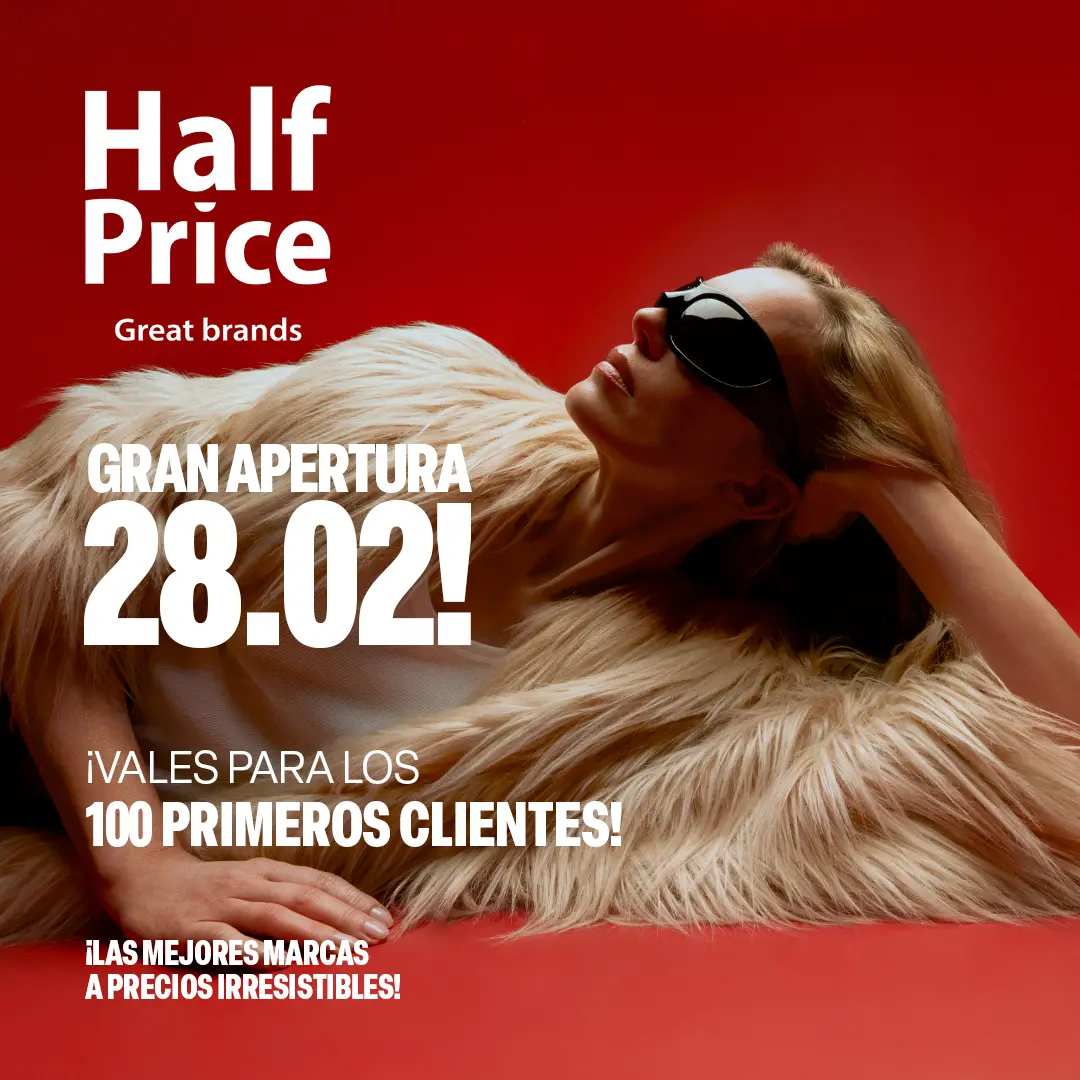 Half
Price
Great brands
GRAN APERTURA
28.02!
¡VALES PARA LOS
100 PRIMEROS CLIENTES!
¡LAS MEJORES MARCAS
A PRECIOS IRRESISTIBLES!